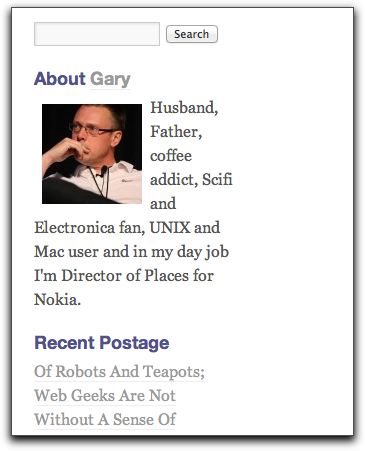 Search
About Gary
Husband,
Father,
coffee
addict, Scifi
and
Electronica fan, UNIX and
Mac user and in my day job
I'm Director of Places for
Nokia.
Recent Postage
Of Robots And Teapots;
Web Geeks Are Not
Without A Sense Of